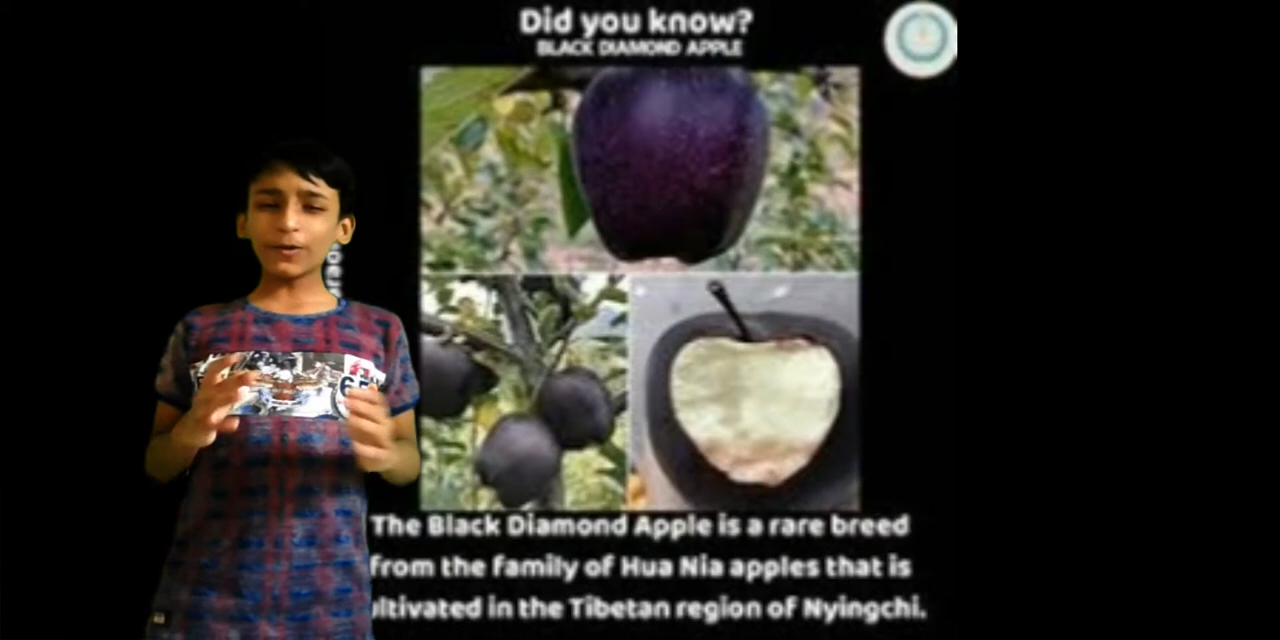 Did you know?
BLACK DIAMOND APPLE
The Black Diamond Apple is a rare breed
from the family of Hua Nia apples that is
ultivated in the Tibetan region of Nyingchi.